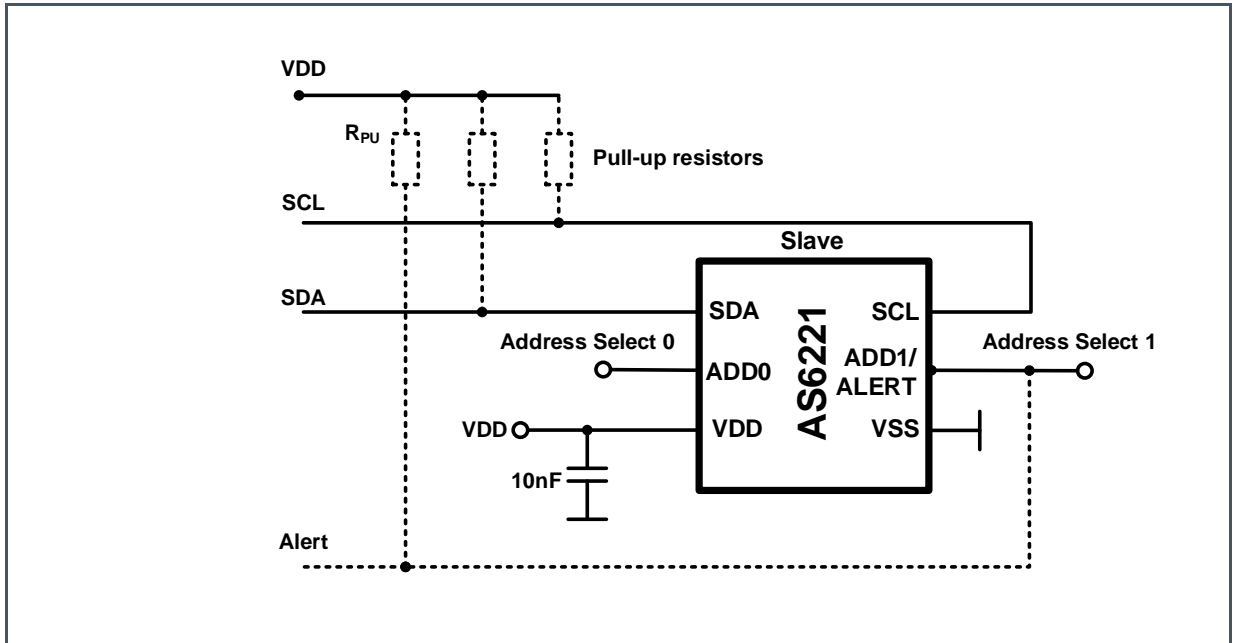 VDD
RPU
Pull-up resistors
SCL
Slave
SDA
SDA
SCL
Address Select 0
Address Select 1
ADD0
ADD1/
ALERT
AS6221
VDD
VDD
VSS
10nF
Alert